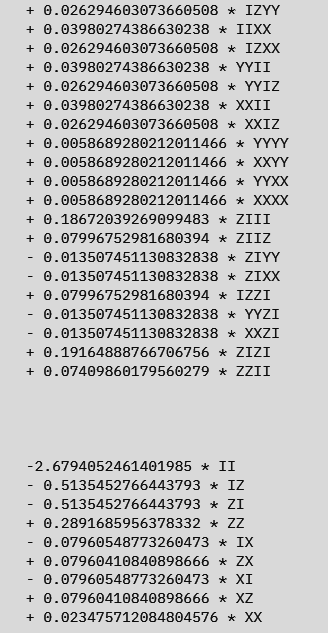 + 0.026294603073660508 * IZYY
+ 0.03980274386630238 * IIXX
+ 0.026294603073660508 * IZXX
+ 0.03980274386630238 * YYII
+ 0.026294603073660508 * YYIZ
+ 0.03980274386630238 * XXII
+ 0.026294603073660508 * XXIZ
+ 0.0058689280212011466 * YYYY
+ 0.0058689280212011466 * XXYY
+ 0.0058689280212011466 * YYXX
+ 0.0058689280212011466 * XXXX
+ 0.18672039269099483 * ZIII
+ 0.07996752981680394 * ZIIZ
- 0.013507451130832838 * ZIYY
- 0.013507451130832838 * ZIXX
+ 0.07996752981680394 * IZZI
- 0.013507451130832838 * YYZI
- 0.013507451130832838 * XXZI
+ 0.19164888766706756 * ZIZI
+ 0.07409860179560279 * ZZII
-2.6794052461401985 * II
- 0.5135452766443793 * IZ
- 0.5135452766443793 * ZI
+ 0.2891685956378332 * ZZ
- 0.07960548773260473 * IX
+ 0.07960410840898666 * ZX
- 0.07960548773260473 * XI
+ 0.07960410840898666 * XZ
+ 0.023475712084804576 * XX